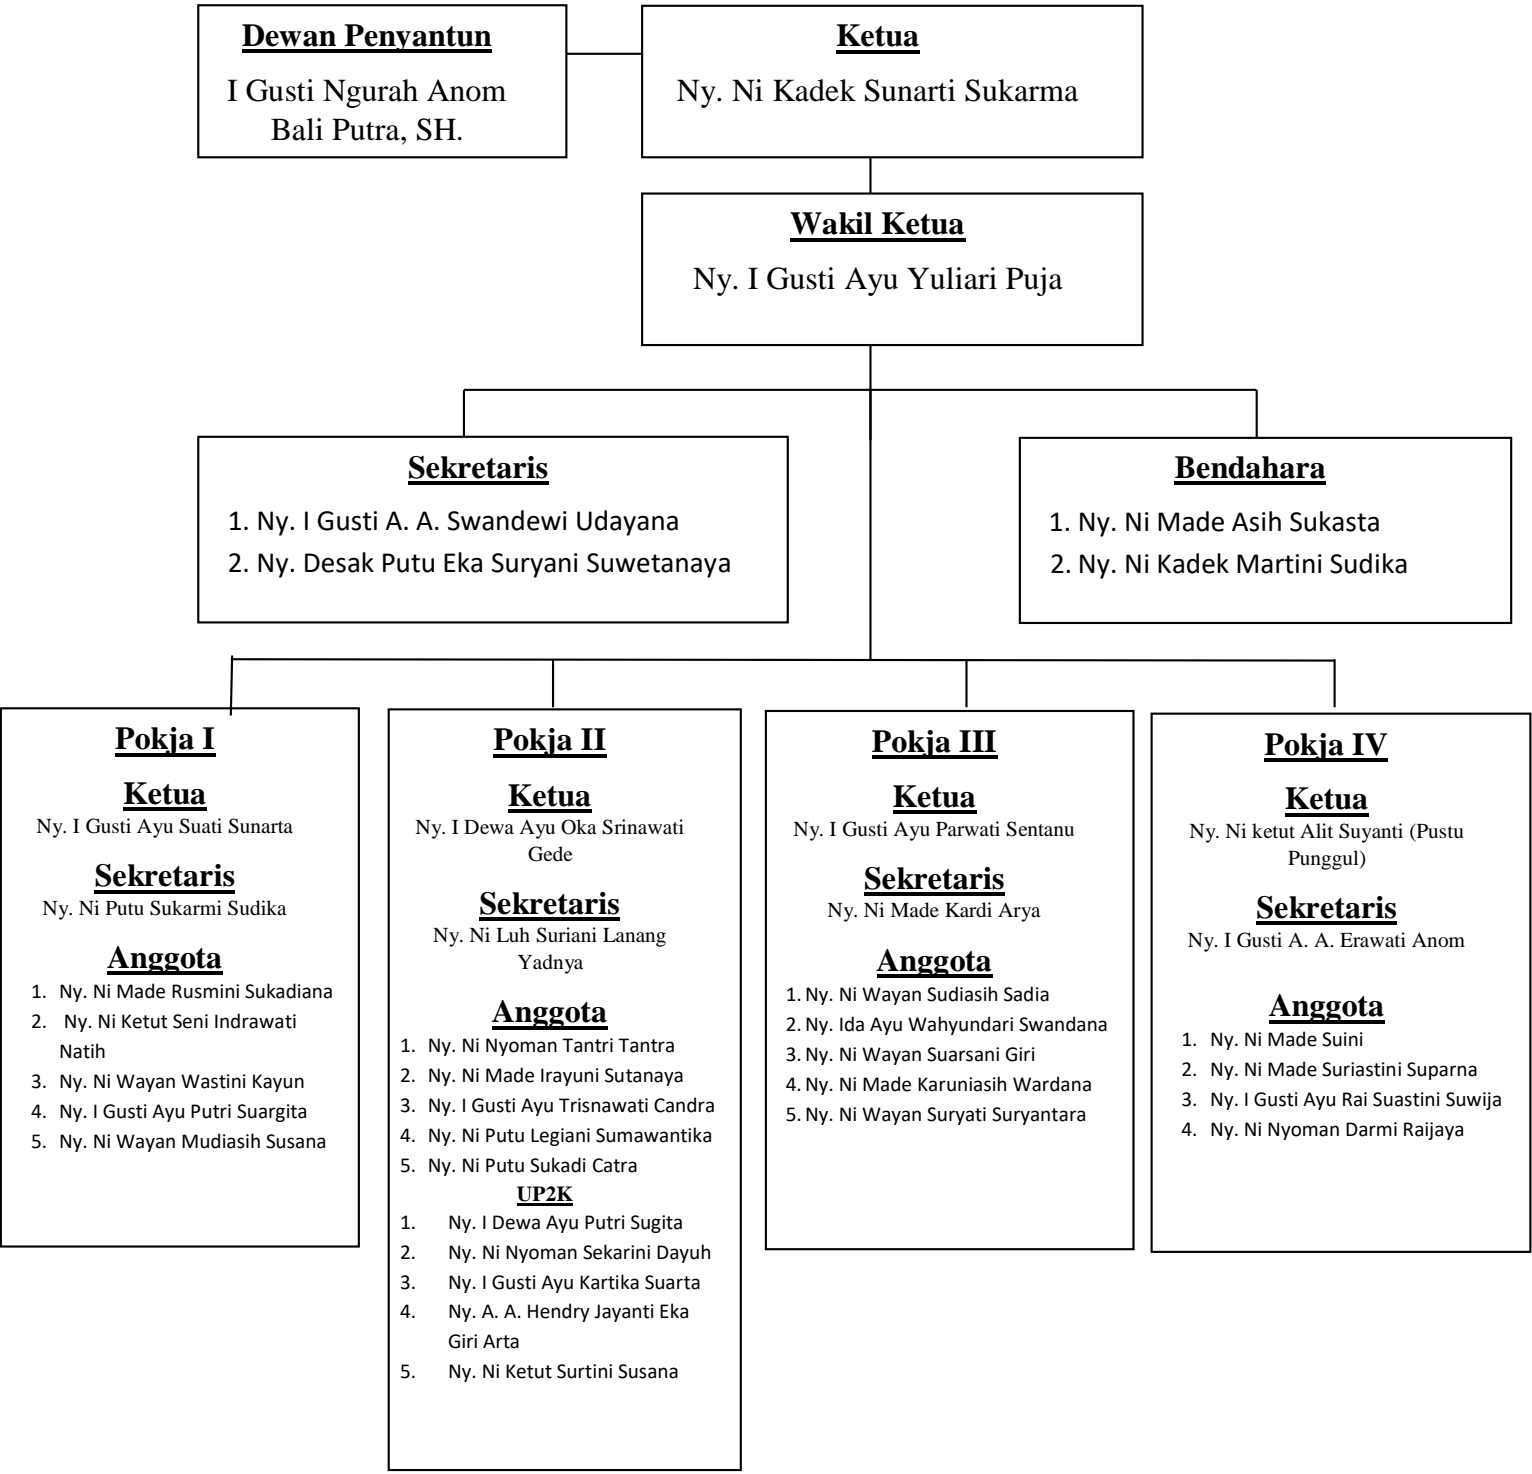 Dewan Penyantun
I Gusti Ngurah Anom
Bali Putra, SH.
Ketua
Ny. Ni Kadek Sunarti Sukarma
Wakil Ketua
Ny. I Gusti Ayu Yuliari Puja
Sekretaris
1. Ny. I Gusti A. A. Swandewi Udayana
2. Ny. Desak Putu Eka Suryani Suwetanaya
Bendahara
1. Ny. Ni Made Asih Sukasta
2. Ny. Ni Kadek Martini Sudika
Pokja I
Ketua
Ny. I Gusti Ayu Suati Sunarta
Sekretaris
Ny. Ni Putu Sukarmi Sudika
Anggota
1. Ny. Ni Made Rusmini Sukadiana
2. Ny. Ni Ketut Seni Indrawati
Natih
3. Ny. Ni Wayan Wastini Kayun
4. Ny. I Gusti Ayu Putri Suargita
5. Ny. Ni Wayan Mudiasih Susana
Pokja II
Ketua
Ny. I Dewa Ayu Oka Srinawati
Gede
Sekretaris
Ny. Ni Luh Suriani Lanang
Yadnya
Anggota
1. Ny. Ni Nyoman Tantri Tantra
2. Ny. Ni Made Irayuni Sutanaya
3. Ny. I Gusti Ayu Trisnawati Candra
4. Ny. Ni Putu Legiani Sumawantika
5. Ny. Ni Putu Sukadi Catra
UP2K
1. Ny. I Dewa Ayu Putri Sugita
2. Ny. Ni Nyoman Sekarini Dayuh
3. Ny. I Gusti Ayu Kartika Suarta
4. Ny. A. A. Hendry Jayanti Eka
Giri Arta
5. Ny. Ni Ketut Surtini Susana
Pokja III
Ketua
Ny. I Gusti Ayu Parwati Sentanu
Sekretaris
Ny. Ni Made Kardi Arya
Anggota
1. Ny. Ni Wayan Sudiasih Sadia
2. Ny. Ida Ayu Wahyundari Swandana
3. Ny. Ni Wayan Suarsani Giri
4. Ny. Ni Made Karuniasih Wardana
5. Ny. Ni Wayan Suryati Suryantara
Pokja IV
Ketua
Ny. Ni ketut Alit Suyanti (Pustu
Punggul)
Sekretaris
Ny. I Gusti A. A. Erawati Anom
Anggota
1. Ny. Ni Made Suini
2. Ny. Ni Made Suriastini Suparna
3. Ny. I Gusti Ayu Rai Suastini Suwija
4. Ny. Ni Nyoman Darmi Raijaya